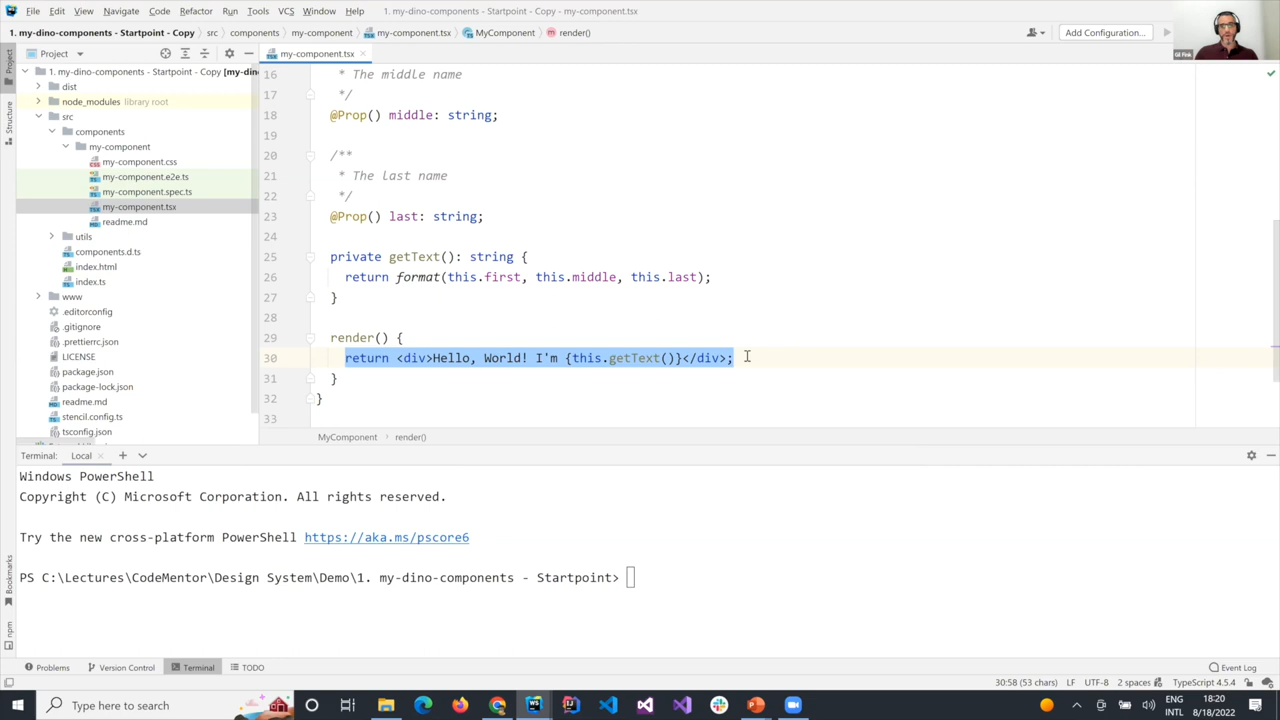 File Edit View Navigate Code Refactor Run Tools VCS Window Help 1. my-dino-components - Startpoint - Copy - my-component.tsx
1. my-dino-components - Startpoint - Copy src components my-component my-component.tsx MyComponent render() Add Configuration... Gil Fink
Project my-component.tsx
1. my-dino-components - Startpoint - Copy [my-din
dist
node_modules library root
src
components
my-component
my-component.css
my-component.e2e.ts
my-component.spec.ts
my-component.tsx
readme.md
utils
components.d.ts
index.html
index.ts
www
.editorconfig
.gitignore
.prettierrc.json
LICENSE
package.json
package-lock.json
readme.md
stencil.config.ts
tsconfig.json
Project
Structure
Bookmarks
npm
16 * The middle name
17 */
18 @Prop() middle: string;
19
20 /**
21 * The last name
22 */
23 @Prop() last: string;
24
25 private getText(): string {
26 return format(this.first, this.middle, this.last);
27 }
28
29 render() {
30 return <div>Hello, World! I'm {this.getText()}</div>;
31 }
32 }
33
MyComponent render()
Terminal: Local
Windows PowerShell
Copyright (C) Microsoft Corporation. All rights reserved.
Try the new cross-platform PowerShell https://aka.ms/pscore6
PS C:\Lectures\CodeMentor\Design System\Demo\1. my-dino-components - Startpoint>
Problems Version Control Terminal TODO Event Log
30:58 (53 chars) LF UTF-8 2 spaces TypeScript 4.5.4
Type here to search ENG 18:20
INTL 8/18/2022